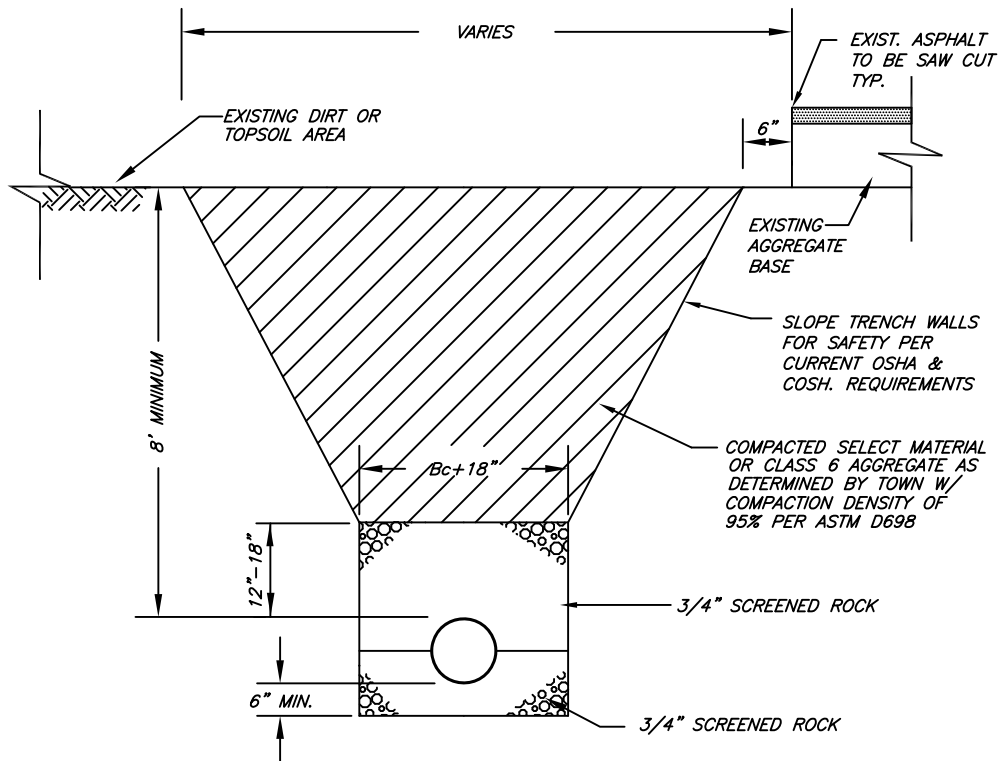 VARIES
EXIST. ASPHALT
TO BE SAW CUT
TYP.
EXISTING DIRT OR
TOPSOIL AREA
6"
EXISTING
AGGREGATE
BASE
SLOPE TRENCH WALLS
FOR SAFETY PER
CURRENT OSHA &
COSH. REQUIREMENTS
8' MINIMUM
COMPACTED SELECT MATERIAL
OR CLASS 6 AGGREGATE AS
DETERMINED BY TOWN W/
COMPACTION DENSITY OF
95% PER ASTM D698
Bc+18"
12"-18"
3/4" SCREENED ROCK
6" MIN.
3/4" SCREENED ROCK